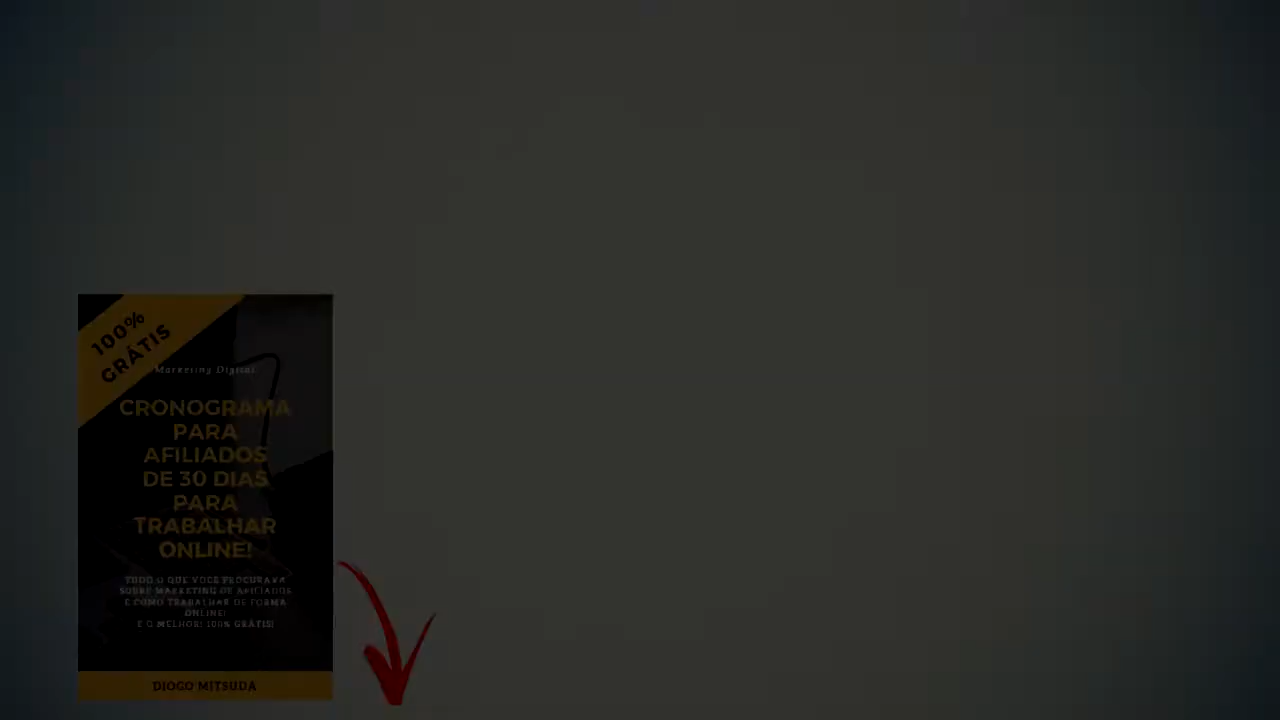 100%
GRÁTIS
Marketing Digital
CRONOGRAMA
PARA
AFILIADOS
DE 30 DIAS
PARA
TRABALHAR
ONLINE!
TUDO O QUE VOCÊ PROCURAVA
SOBRE MARKETING DE AFILIADOS
E COMO TRABALHAR DE FORMA
ONLINE!
E O MELHOR! 100% GRÁTIS!
DIOGO MITSUDA